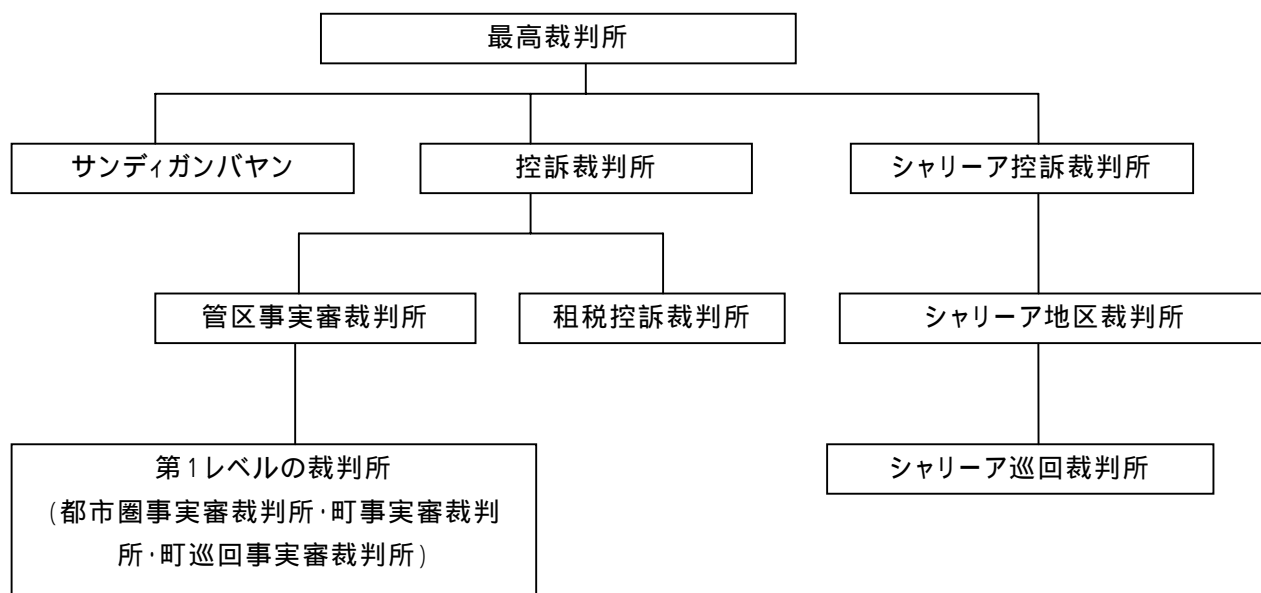 最高裁判所
サンディガンバヤン
控訴裁判所
シャリーア控訴裁判所
管区事実審裁判所
租税控訴裁判所
シャリーア地区裁判所
第1レベルの裁判所
(都市圏事実審裁判所･町事実審裁判
所･町巡回事実審裁判所)
シャリーア巡回裁判所